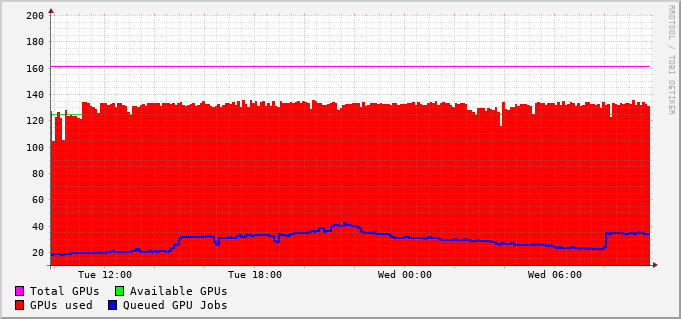 200
180
160
140
120
100
80
60
40
20
Tue 12:00 Tue 18:00 Wed 00:00 Wed 06:00
Total GPUs Available GPUs
GPUs used Queued GPU Jobs
RRDTOOL / TOBI OETIKER